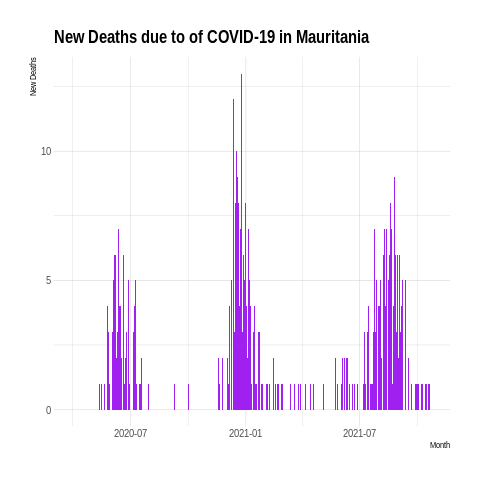 New Deaths due to of COVID-19 in Mauritania
New Deaths
10
5
0
2020-07
2021-01
2021-07
Month